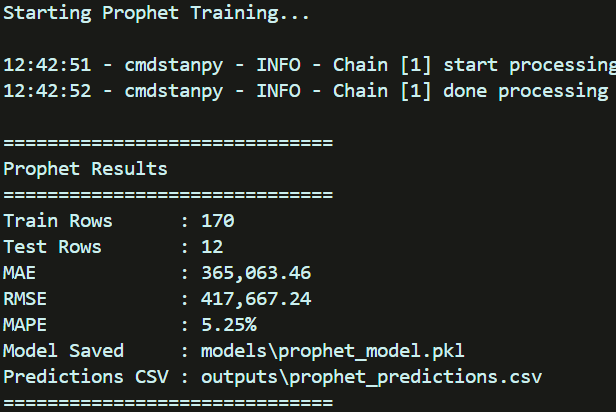 Starting Prophet Training...
12:42:51 - cmdstanpy - INFO - Chain [1] start processing
12:42:52 - cmdstanpy - INFO - Chain [1] done processing
==============================
Prophet Results
==============================
Train Rows      : 170
Test Rows       : 12
MAE             : 365,063.46
RMSE            : 417,667.24
MAPE            : 5.25%
Model Saved     : models\prophet_model.pkl
Predictions CSV : outputs\prophet_predictions.csv
==============================